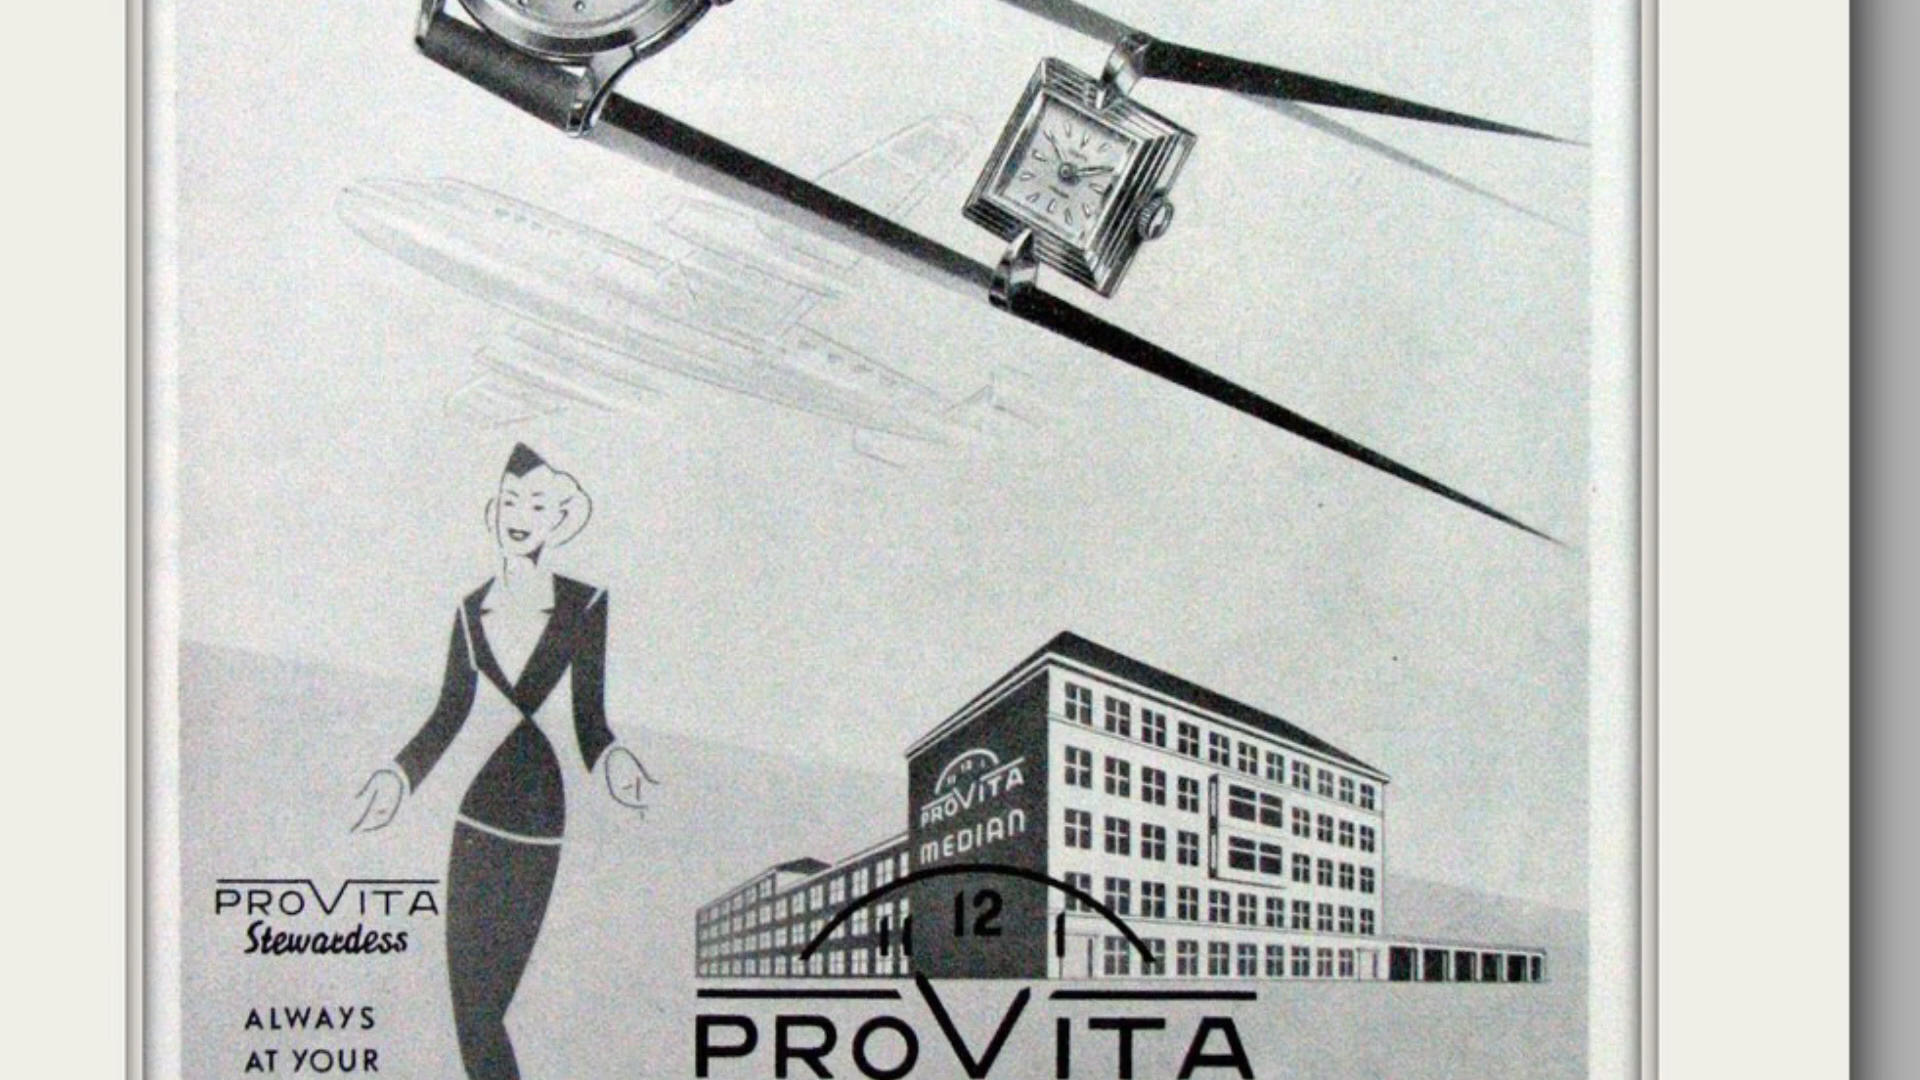 PROVITA
MEDIAN
11 12 1
PROVITA
PROVITA
Stewardess
ALWAYS
AT YOUR